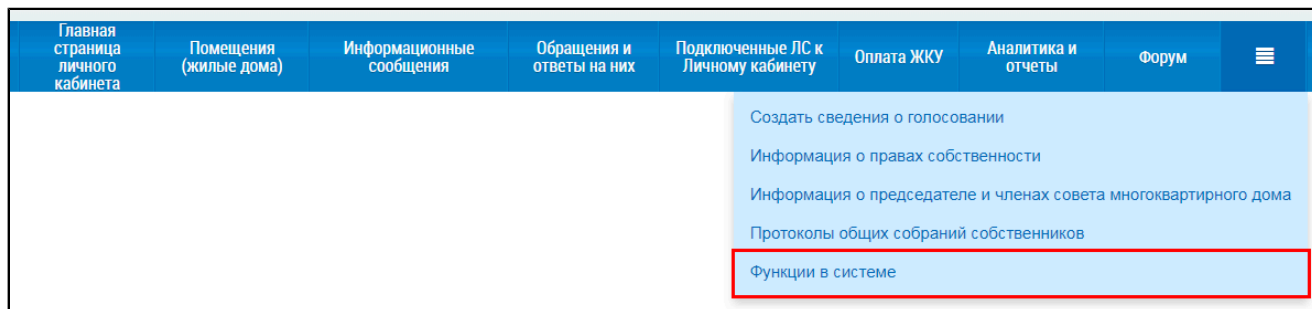 Главная
страница
личного
кабинета
Помещения
(жилые дома)
Информационные
сообщения
Обращения и
ответы на них
Подключенные ЛС к
Личному кабинету
Оплата ЖКУ
Аналитика и
отчеты
Форум
Создать сведения о голосовании
Информация о правах собственности
Информация о председателе и членах совета многоквартирного дома
Протоколы общих собраний собственников
Функции в системе